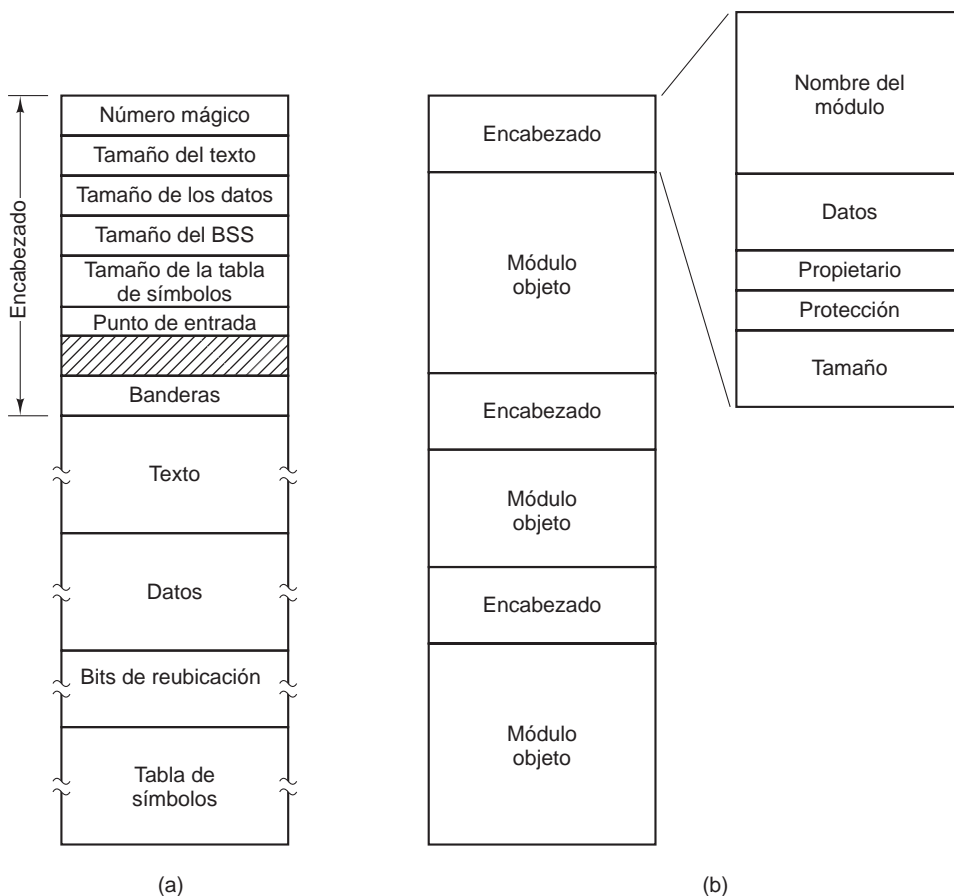 Encabezado
Número mágico
Tamaño del texto
Tamaño de los datos
Tamaño del BSS
Tamaño de la tabla
de símbolos
Punto de entrada
Banderas
Texto
Datos
Bits de reubicación
Tabla de
símbolos
(a)
Encabezado
Módulo
objeto
Encabezado
Módulo
objeto
Encabezado
Módulo
objeto
Nombre del
módulo
Datos
Propietario
Protección
Tamaño
(b)